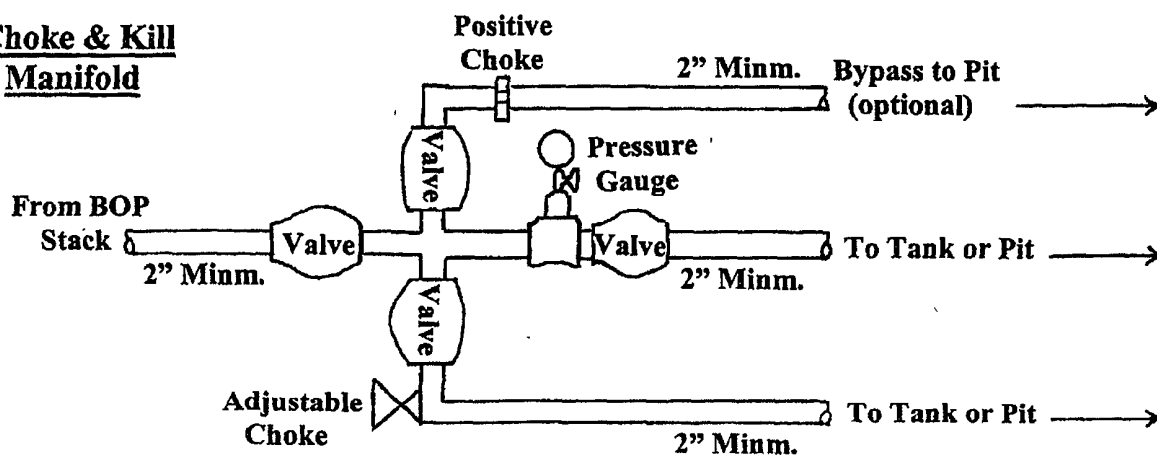 Choke & Kill
Manifold
Positive
Choke
2” Minm.
Bypass to Pit
(optional)
Valve
Pressure
Gauge
From BOP
Stack
Valve
Valve
To Tank or Pit
2” Minm.
2” Minm.
Valve
Adjustable
Choke
To Tank or Pit
2” Minm.